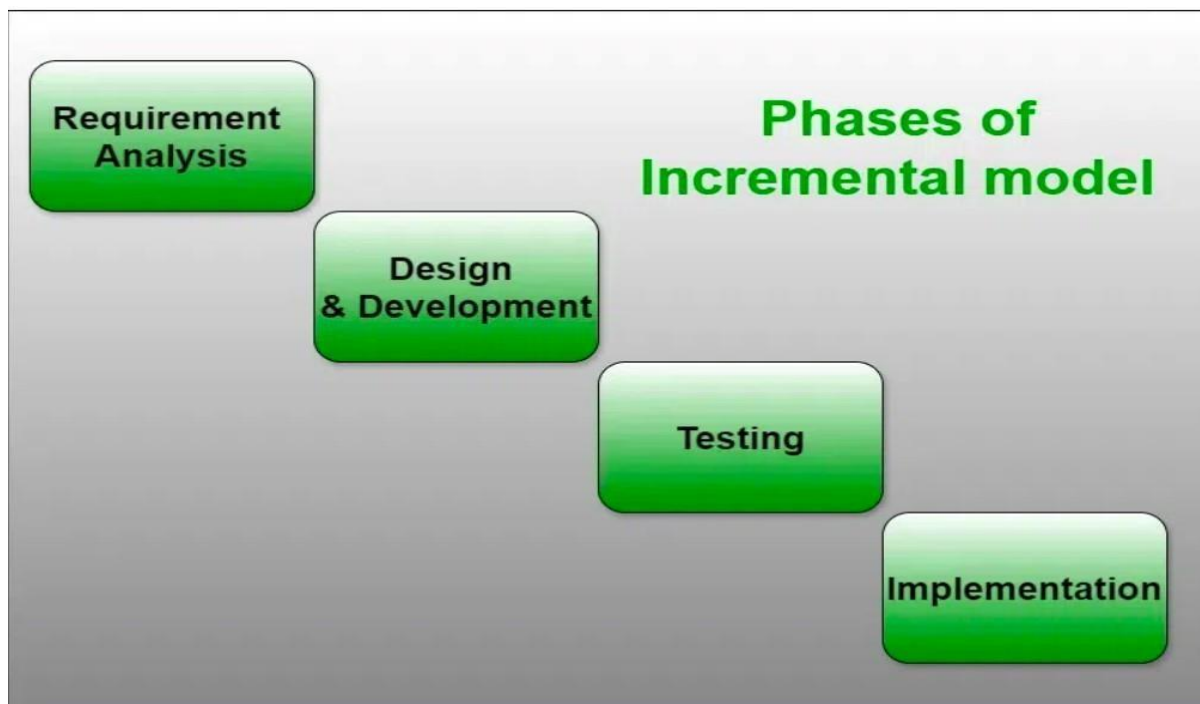 Phases of
Incremental model
Requirement
Analysis
Design
& Development
Testing
Implementation